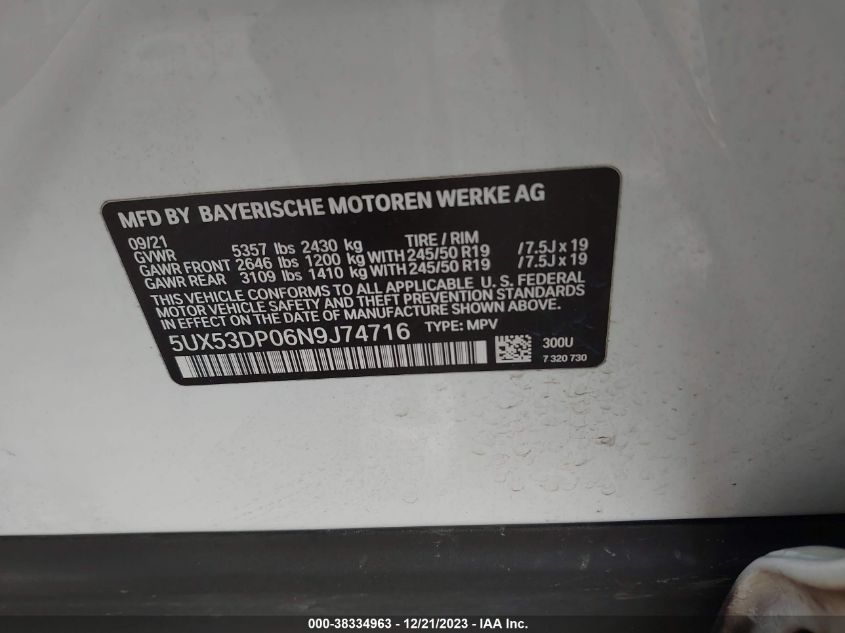 MFD BY BAYERISCHE MOTOREN WERKE AG
09/21 TIRE / RIM
GVWR 5357 lbs 2430 kg
GAWR FRONT 2646 lbs 1200 kg WITH 245/50 R19 /7.5J x 19
GAWR REAR 3109 lbs 1410 kg WITH 245/50 R19 /7.5J x 19
THIS VEHICLE CONFORMS TO ALL APPLICABLE U. S. FEDERAL
MOTOR VEHICLE SAFETY AND THEFT PREVENTION STANDARDS
IN EFFECT ON THE DATE OF MANUFACTURE SHOWN ABOVE.
5UX53DP06N9J74716 TYPE: MPV
300U
7 320 730
000-38334963 - 12/21/2023 - IAA Inc.